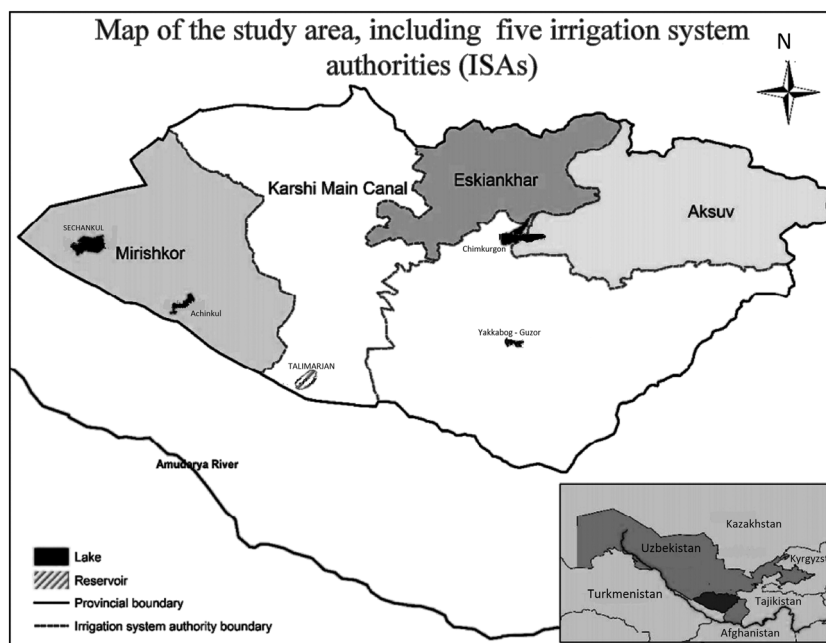 Map of the study area, including five irrigation system
authorities (ISAs)
N
Eskiankhar
Karshi Main Canal
Aksuv
SECHANKUL
Mirishkor
Chimkurgon
Achinkul
Yakkabog - Guzor
TALIMARJAN
Amudarya River
Lake
Reservoir
Provincial boundary
Irrigation system authority boundary
Kazakhstan
Uzbekistan
Kyrgyzst
Turkmenistan
Tajikistan
Afghanistan